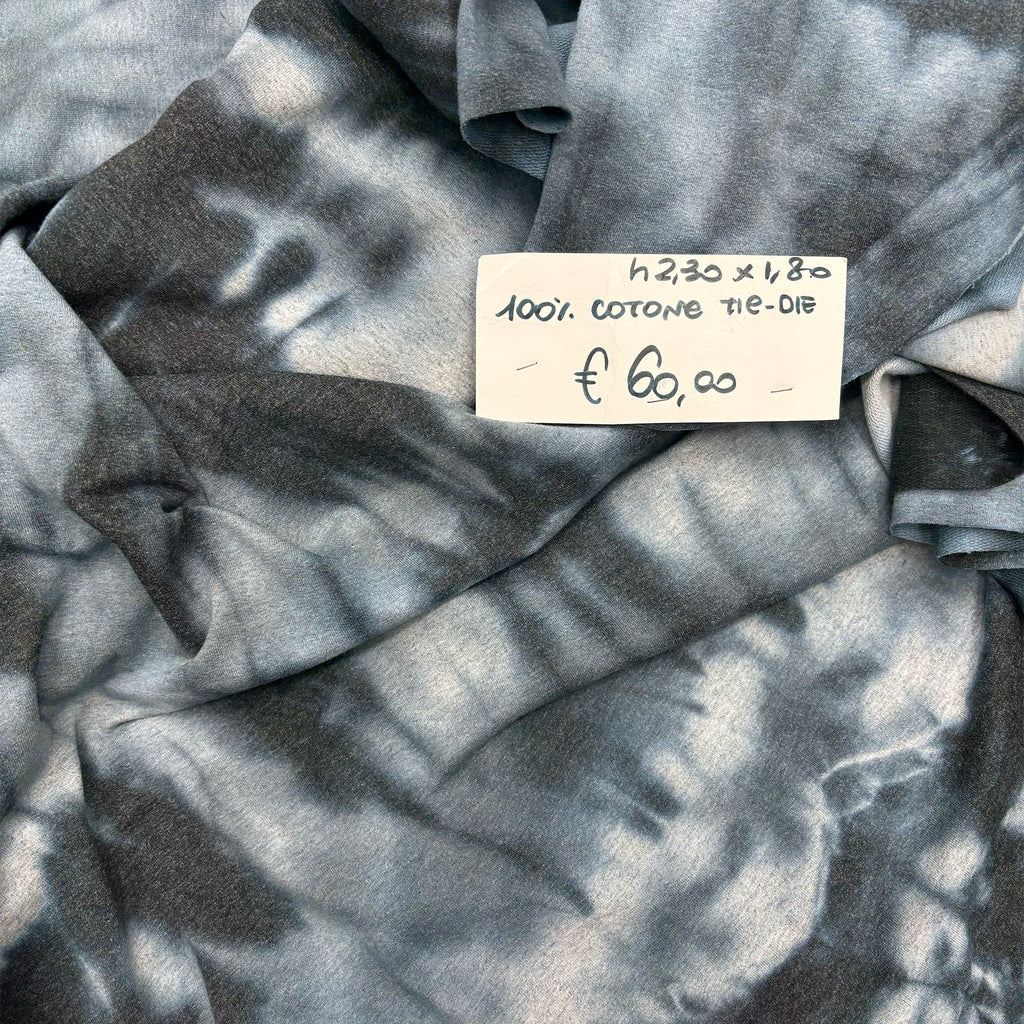 h 2,30 x 1,80
100% COTONE TIE-DIE
€ 60,00